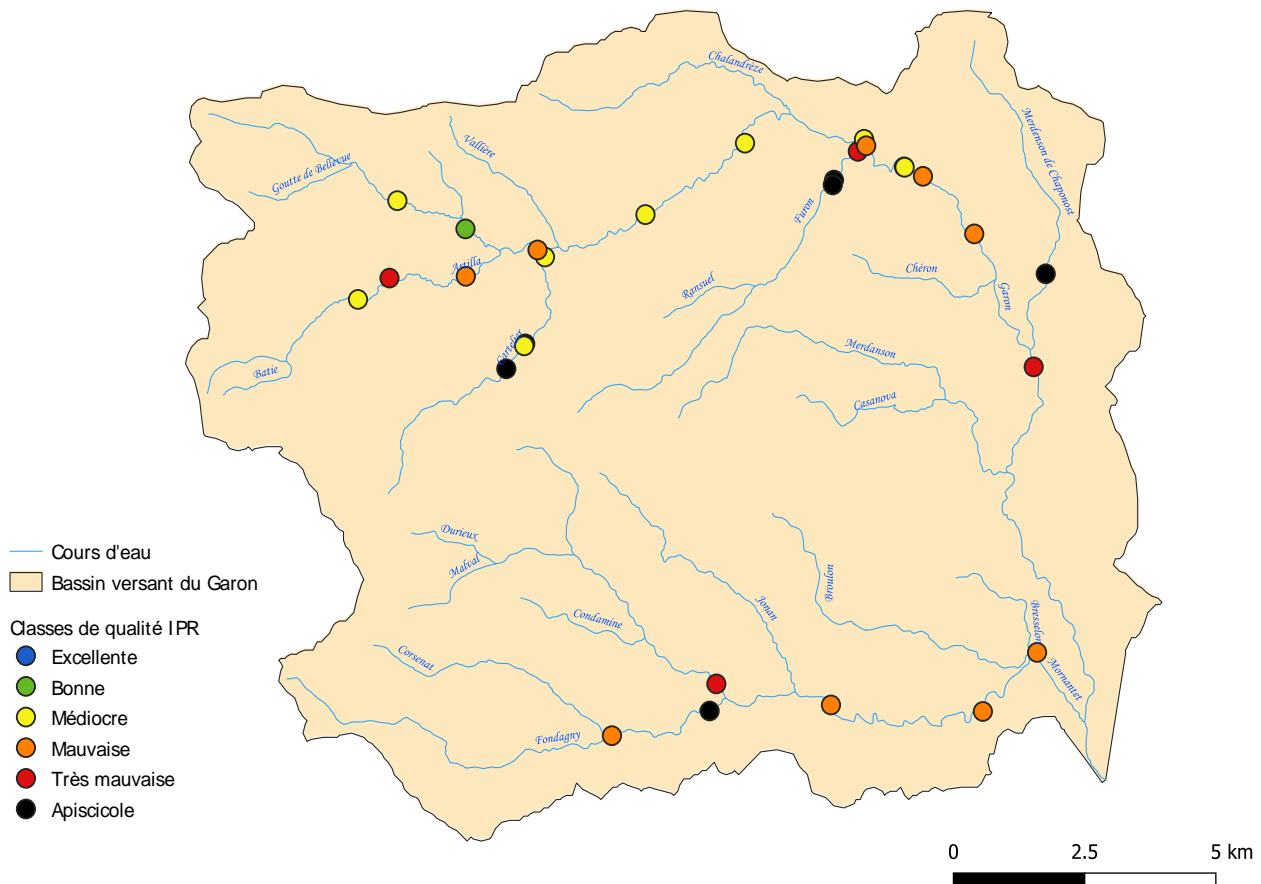 Chalandrèze
Merdenson de Chaponost
Vallière
Goutte de Bellevue
Furon
Artilla
Chéron
Ransuel
Garon
Cartelier
Merdanson
Batie
Casanova
Durieux
Malval
Broulon
Jonan
Condamine
Bresselon
Corsenat
Mornantet
Fondagny
Cours d'eau
Bassin versant du Garon
Classes de qualité IPR
Excellente
Bonne
Médiocre
Mauvaise
Très mauvaise
Apiscicole
0 2.5 5 km